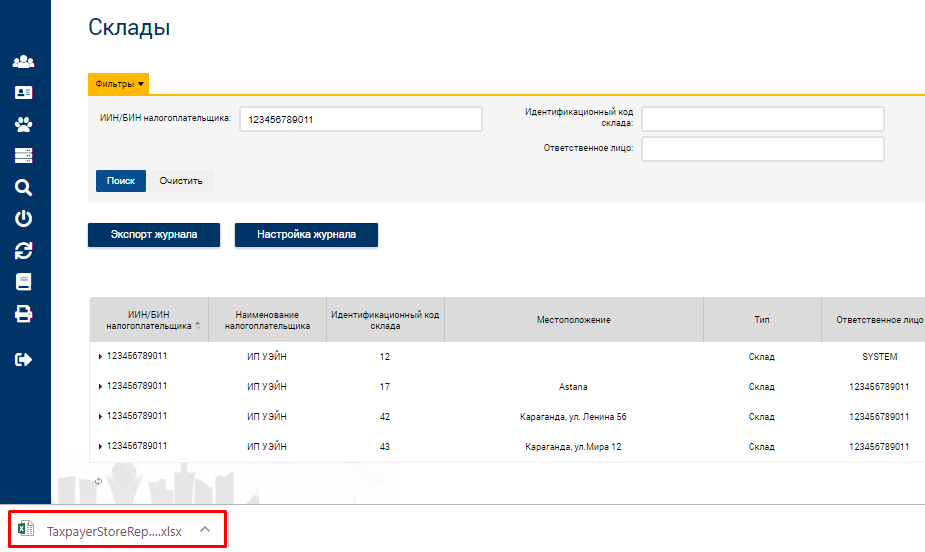 Склады
Фильтры
ИИН/БИН налогоплательщика: 123456789011
Идентификационный код склада:
Ответственное лицо:
Поиск Очистить
Экспорт журнала Настройка журнала
ИИН/БИН налогоплательщика Наименование налогоплательщика Идентификационный код склада Местоположение Тип Ответственное лицо
123456789011 ИП УЭЙН 12 Склад SYSTEM
123456789011 ИП УЭЙН 17 Astana Склад 123456789011
123456789011 ИП УЭЙН 42 Караганда, ул. Ленина 56 Склад 123456789011
123456789011 ИП УЭЙН 43 Караганда, ул.Мира 12 Склад 123456789011
TaxpayerStoreRep....xlsx